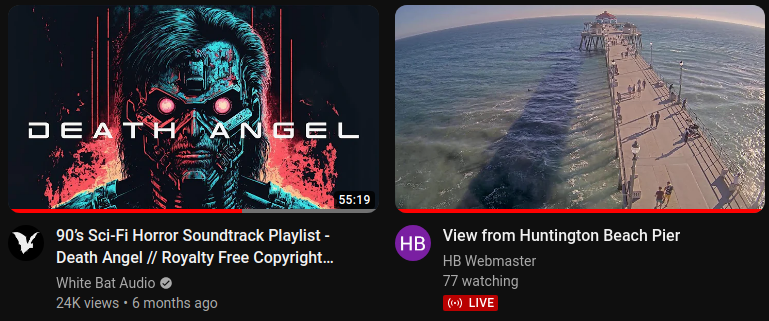 DEATH ANGEL
55:19
90's Sci-Fi Horror Soundtrack Playlist -
Death Angel // Royalty Free Copyright...
White Bat Audio
24K views • 6 months ago
HB
View from Huntington Beach Pier
HB Webmaster
77 watching
LIVE